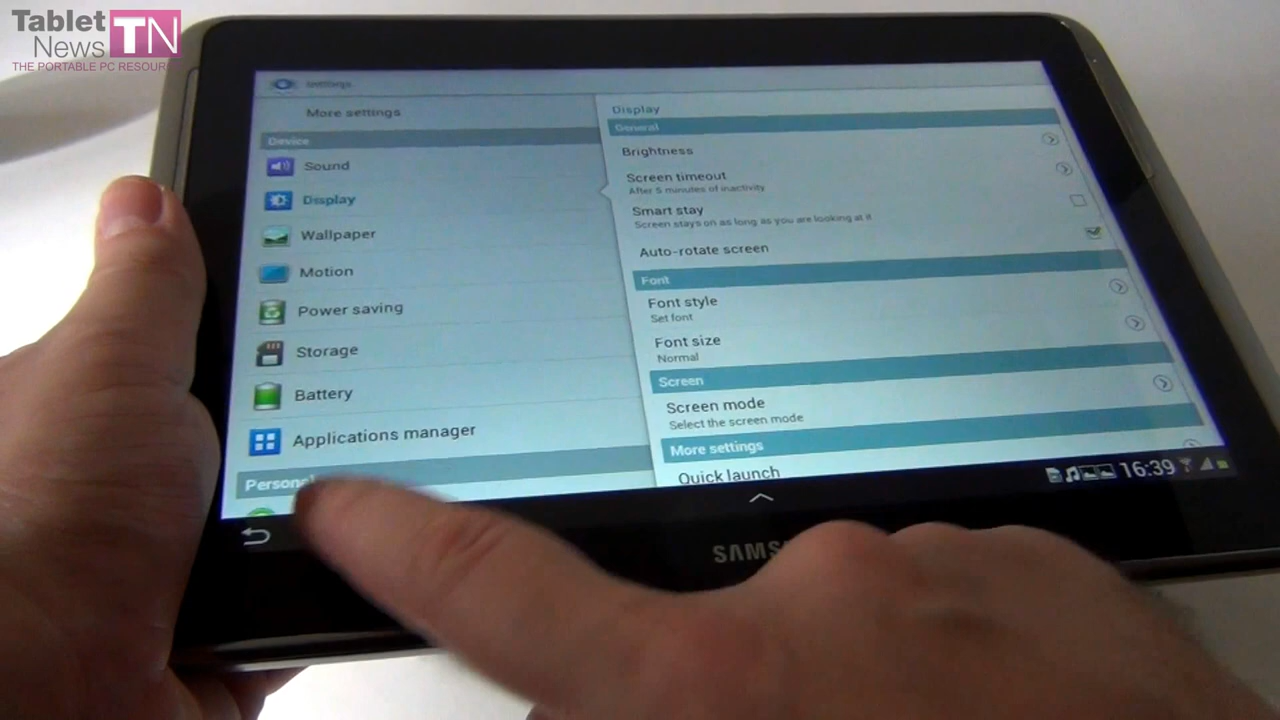 Tablet
News TN
THE PORTABLE PC RESOUR
Settings
More settings
Device
Sound
Display
Wallpaper
Motion
Power saving
Storage
Battery
Applications manager
Personal
Display
General
Brightness
Screen timeout
After 5 minutes of inactivity
Smart stay
Screen stays on as long as you are looking at it
Auto-rotate screen
Font
Font style
Set font
Font size
Normal
Screen
Screen mode
Select the screen mode
More settings
Quick launch
16:39
SAMS